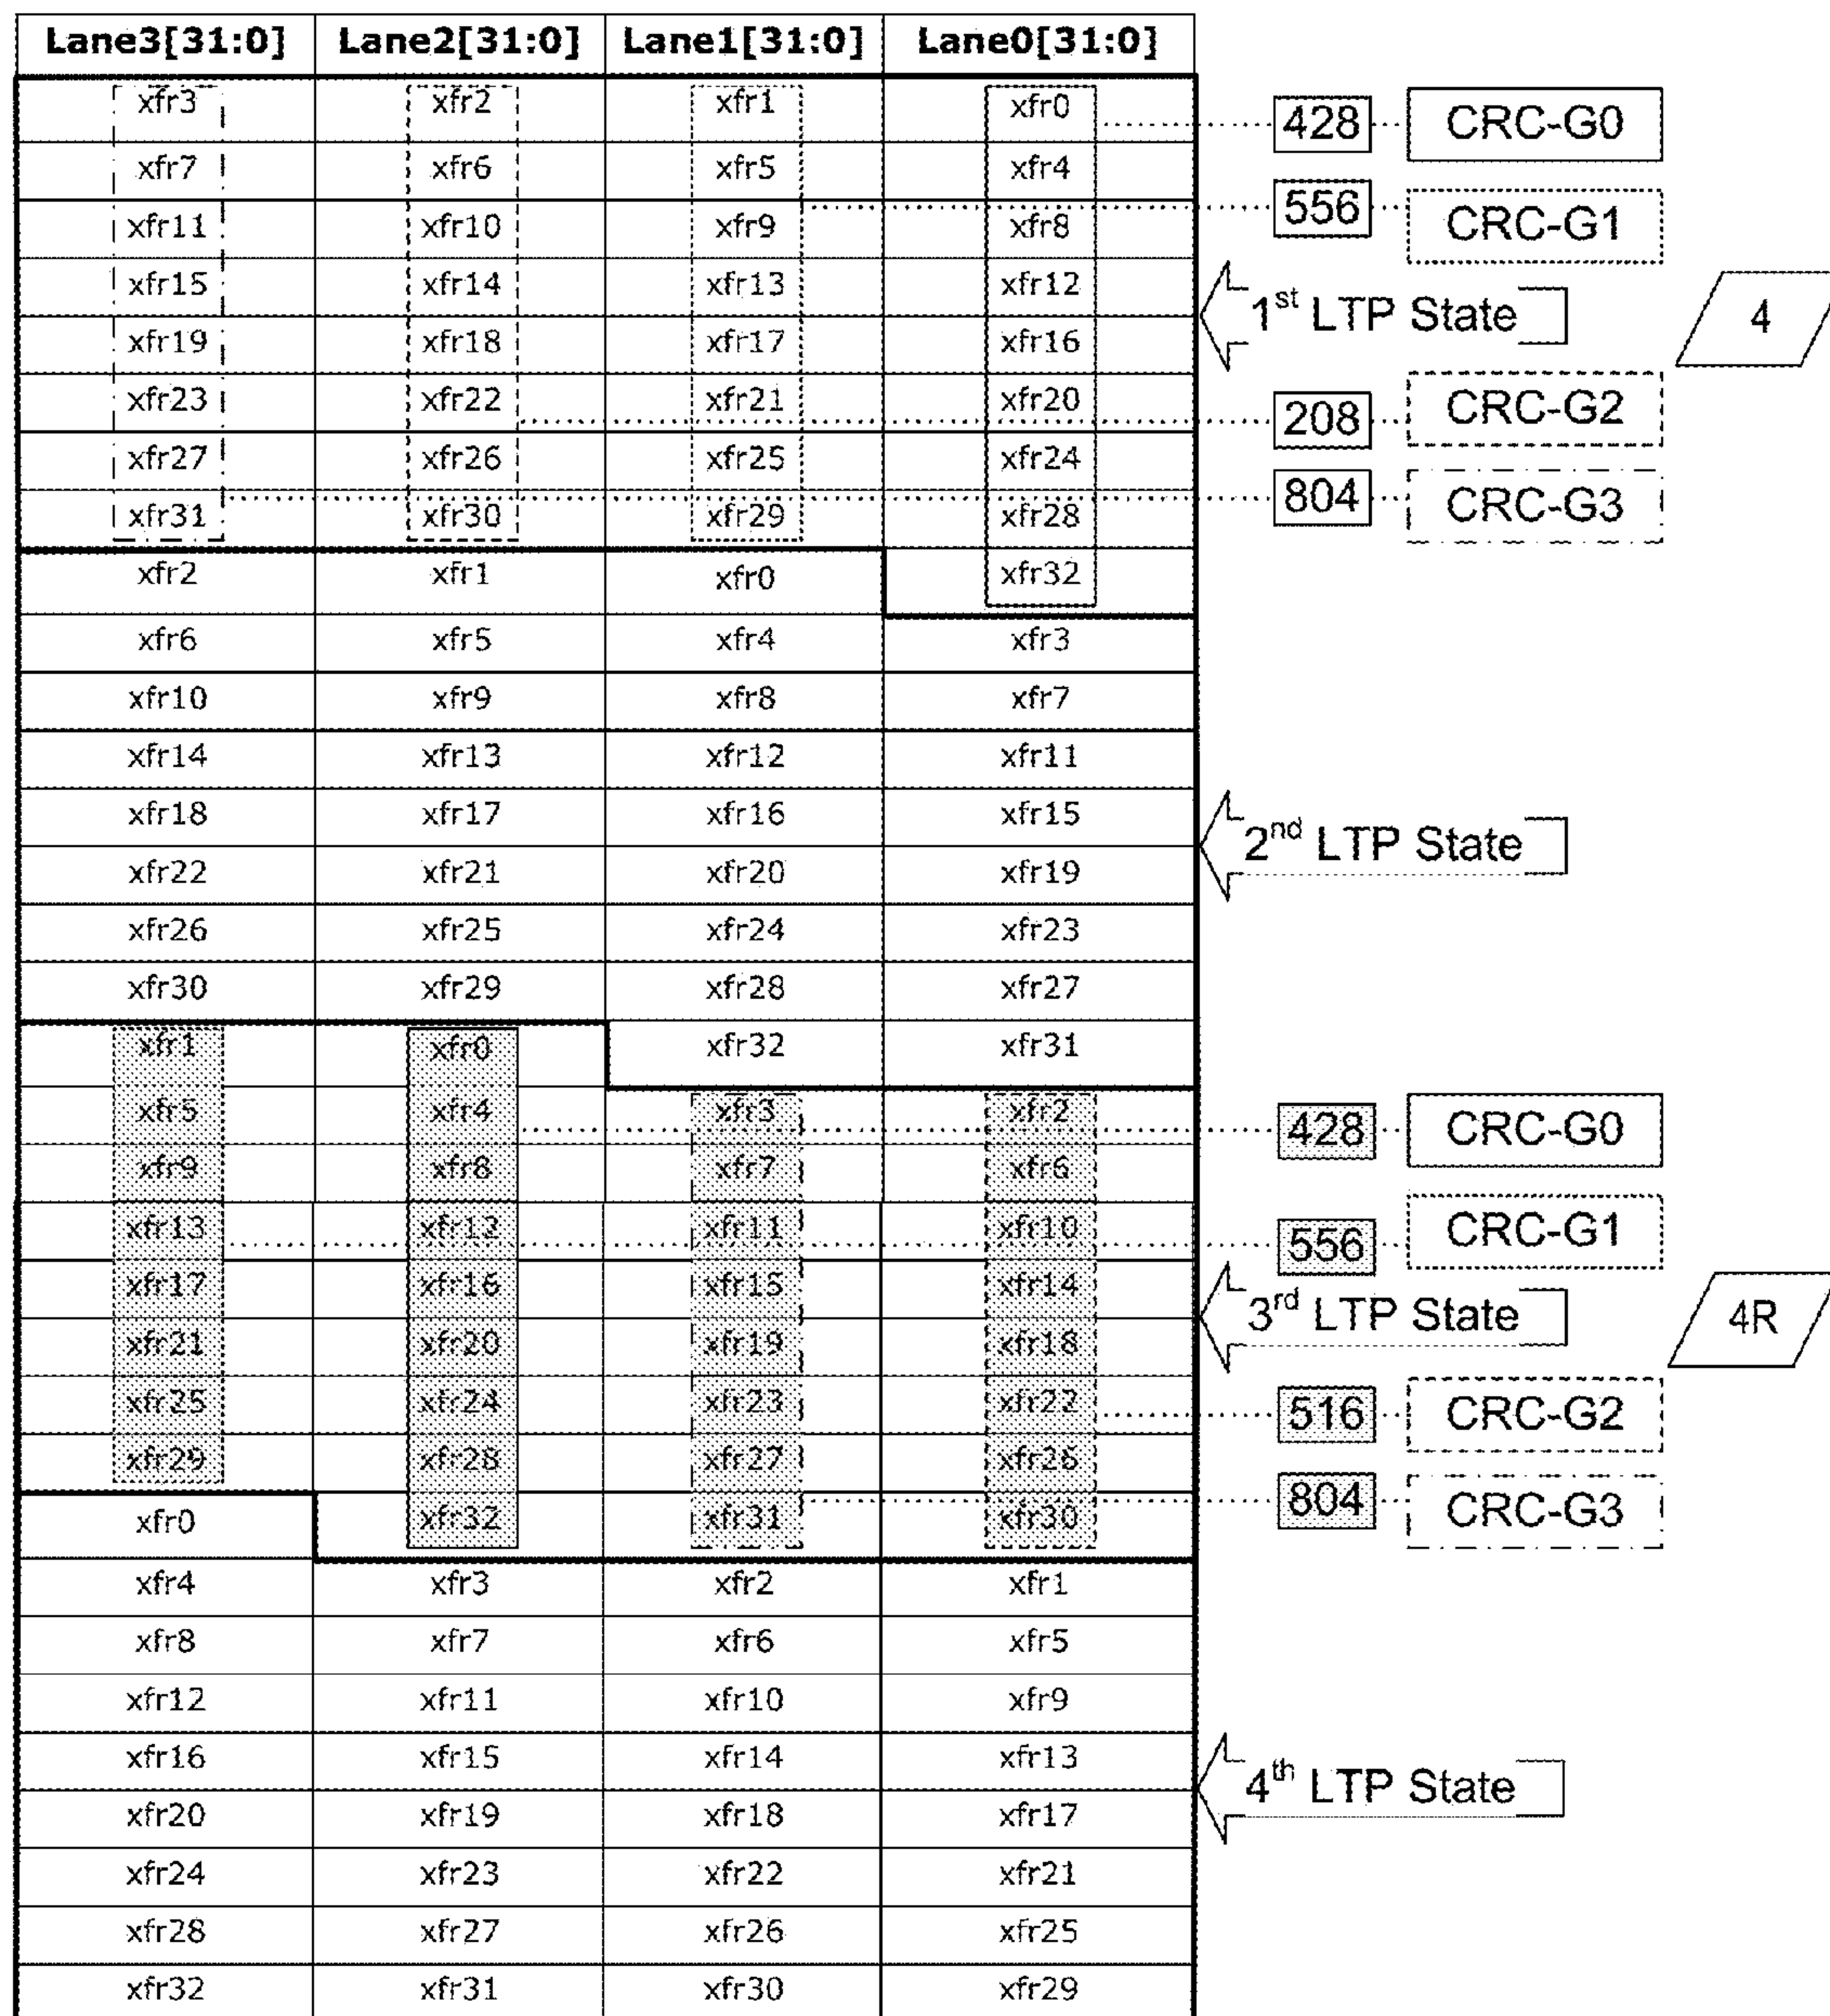 Lane3[31:0] Lane2[31:0] Lane1[31:0] Lane0[31:0]
xfr3 xfr2 xfr1 xfr0 428 CRC-G0
xfr7 xfr6 xfr5 xfr4
xfr11 xfr10 xfr9 xfr8 556 CRC-G1
xfr15 xfr14 xfr13 xfr12
1st LTP State 4
xfr19 xfr18 xfr17 xfr16
xfr23 xfr22 xfr21 xfr20 208 CRC-G2
xfr27 xfr26 xfr25 xfr24
xfr31 xfr30 xfr29 xfr28 804 CRC-G3
xfr2 xfr1 xfr0 xfr32
xfr6 xfr5 xfr4 xfr3
xfr10 xfr9 xfr8 xfr7
xfr14 xfr13 xfr12 xfr11
xfr18 xfr17 xfr16 xfr15
2nd LTP State
xfr22 xfr21 xfr20 xfr19
xfr26 xfr25 xfr24 xfr23
xfr30 xfr29 xfr28 xfr27
xfr1 xfr0 xfr32 xfr31
xfr5 xfr4 xfr3 xfr2 428 CRC-G0
xfr9 xfr8 xfr7 xfr6
xfr13 xfr12 xfr11 xfr10 556 CRC-G1
xfr17 xfr16 xfr15 xfr14
3rd LTP State 4R
xfr21 xfr20 xfr19 xfr18
xfr25 xfr24 xfr23 xfr22 516 CRC-G2
xfr29 xfr28 xfr27 xfr26
xfr0 xfr32 xfr31 xfr30 804 CRC-G3
xfr4 xfr3 xfr2 xfr1
xfr8 xfr7 xfr6 xfr5
xfr12 xfr11 xfr10 xfr9
xfr16 xfr15 xfr14 xfr13
4th LTP State
xfr20 xfr19 xfr18 xfr17
xfr24 xfr23 xfr22 xfr21
xfr28 xfr27 xfr26 xfr25
xfr32 xfr31 xfr30 xfr29